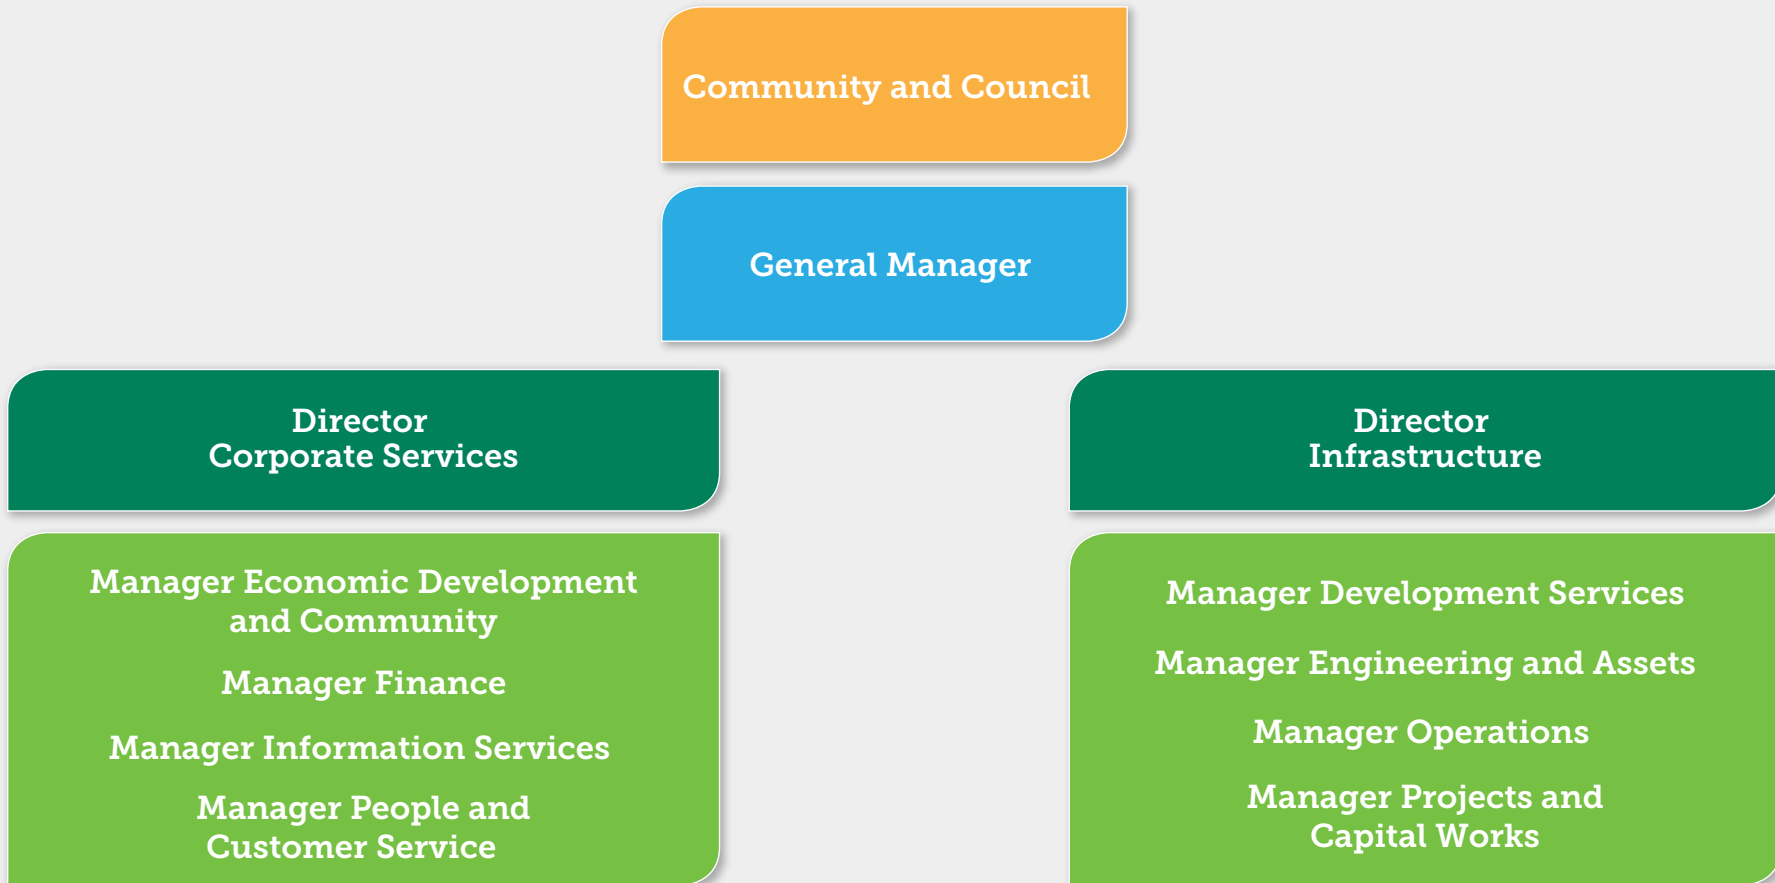 Community and Council
General Manager
Director
Corporate Services
Manager Economic Development
and Community
Manager Finance
Manager Information Services
Manager People and
Customer Service
Director
Infrastructure
Manager Development Services
Manager Engineering and Assets
Manager Operations
Manager Projects and
Capital Works